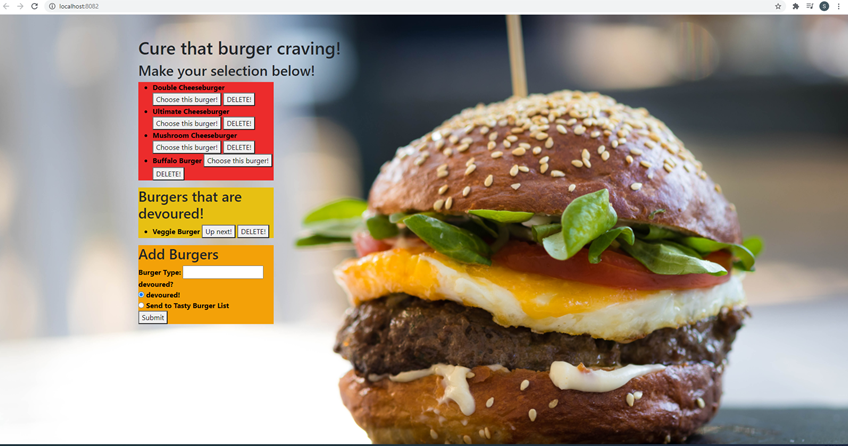 localhost:8082
S
Cure that burger craving!
Make your selection below!
Double Cheeseburger
Choose this burger! DELETE!
Ultimate Cheeseburger
Choose this burger! DELETE!
Mushroom Cheeseburger
Choose this burger! DELETE!
Buffalo Burger Choose this burger!
DELETE!
Burgers that are
devoured!
Veggie Burger Up next! DELETE!
Add Burgers
Burger Type:
devoured?
devoured!
Send to Tasty Burger List
Submit